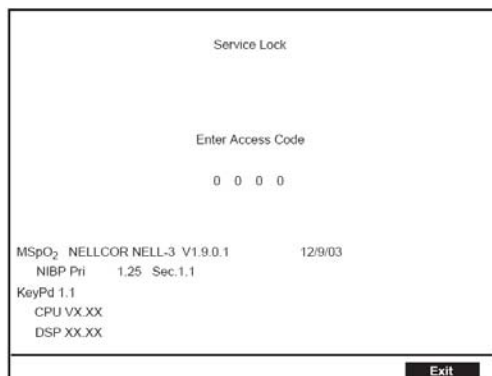 Service Lock
Enter Access Code
0 0 0 0
MSpO₂ NELLCOR NELL-3 V1.9.0.1 12/9/03
NIBP Pri 1.25 Sec.1.1
KeyPd 1.1
CPU VX.XX
DSP XX.XX
Exit